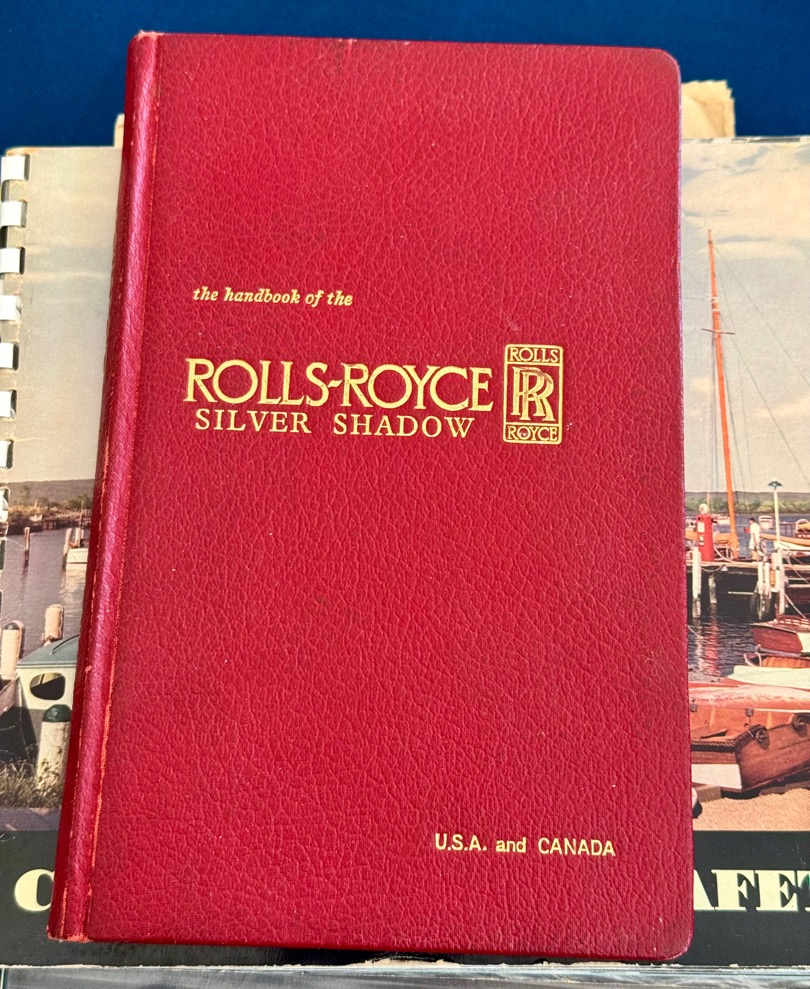 the handbook of the
ROLLS-ROYCE
SILVER SHADOW
ROLLS
RR
ROYCE
U.S.A. and CANADA